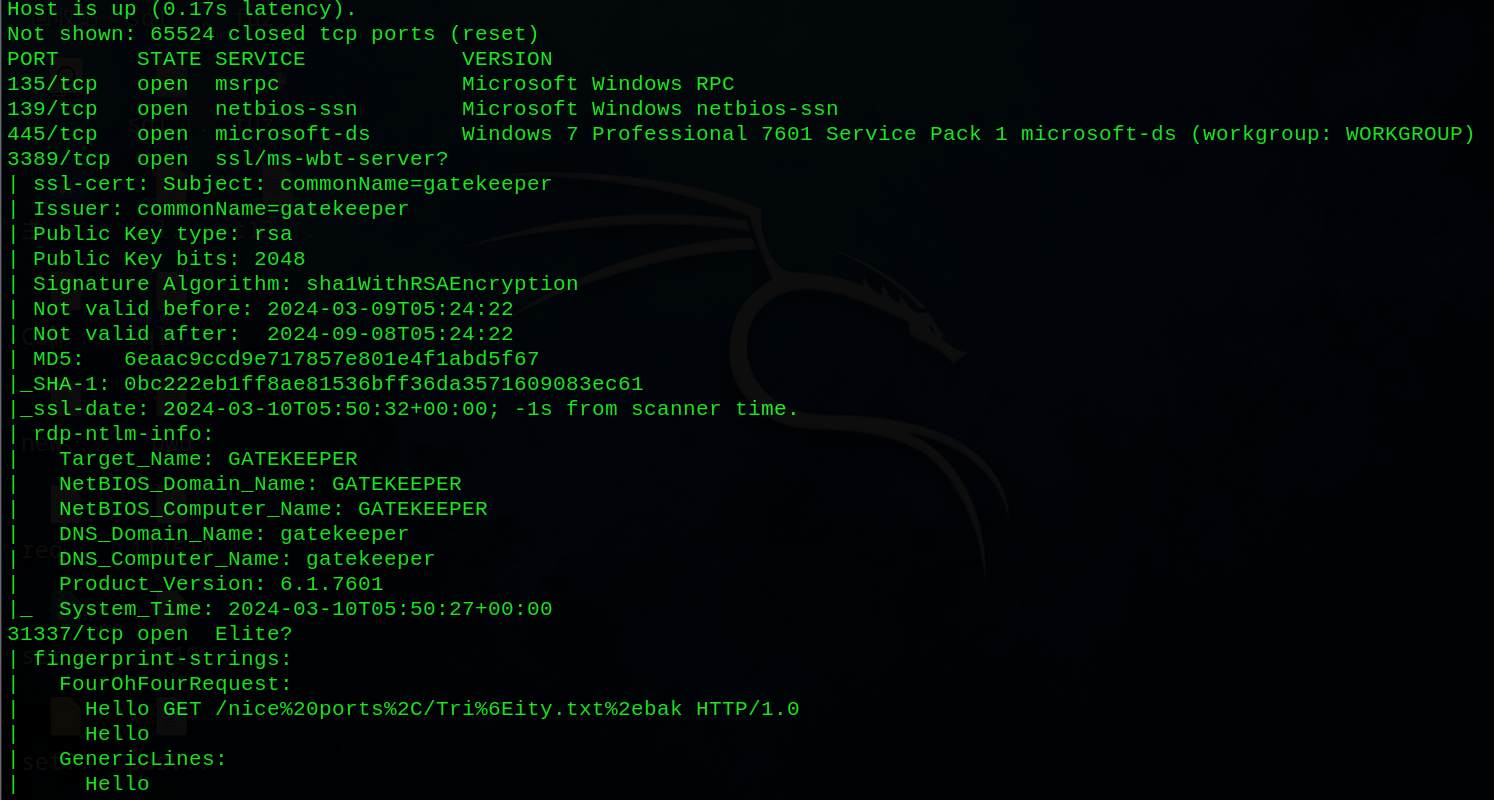 Host is up (0.17s latency).
Not shown: 65524 closed tcp ports (reset)
PORT      STATE SERVICE            VERSION
135/tcp   open  msrpc              Microsoft Windows RPC
139/tcp   open  netbios-ssn        Microsoft Windows netbios-ssn
445/tcp   open  microsoft-ds       Windows 7 Professional 7601 Service Pack 1 microsoft-ds (workgroup: WORKGROUP)
3389/tcp  open  ssl/ms-wbt-server?
| ssl-cert: Subject: commonName=gatekeeper
| Issuer: commonName=gatekeeper
| Public Key type: rsa
| Public Key bits: 2048
| Signature Algorithm: sha1WithRSAEncryption
| Not valid before: 2024-03-09T05:24:22
| Not valid after:  2024-09-08T05:24:22
| MD5:   6eaac9ccd9e717857e801e4f1abd5f67
|_SHA-1: 0bc222eb1ff8ae81536bff36da3571609083ec61
|_ssl-date: 2024-03-10T05:50:32+00:00; -1s from scanner time.
| rdp-ntlm-info:
|   Target_Name: GATEKEEPER
|   NetBIOS_Domain_Name: GATEKEEPER
|   NetBIOS_Computer_Name: GATEKEEPER
|   DNS_Domain_Name: gatekeeper
|   DNS_Computer_Name: gatekeeper
|   Product_Version: 6.1.7601
|_  System_Time: 2024-03-10T05:50:27+00:00
31337/tcp open  Elite?
| fingerprint-strings:
|   FourOhFourRequest:
|     Hello GET /nice%20ports%2C/Tri%6Eity.txt%2ebak HTTP/1.0
|     Hello
|   GenericLines:
|     Hello